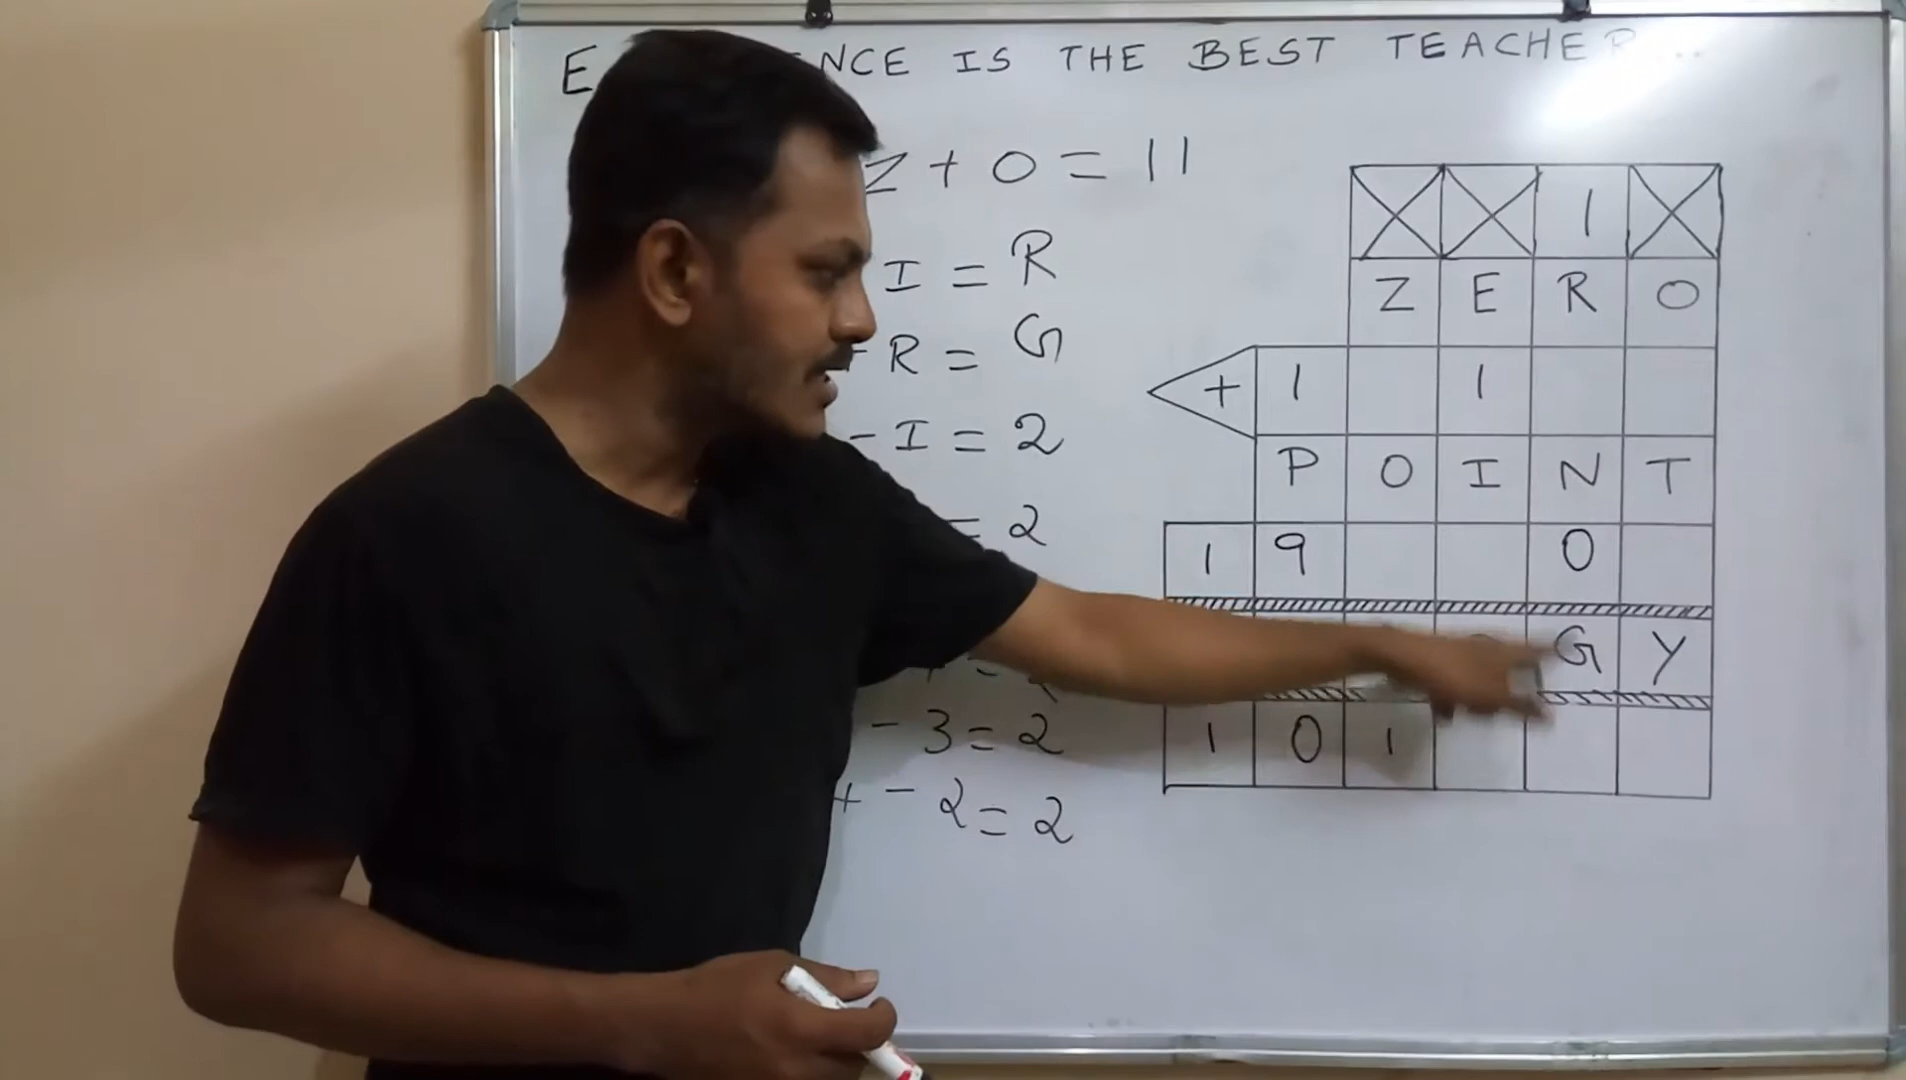 NCE IS THE BEST TEACHER...
Z + O = 11
I = R
- R = G
- I = 2
= 2
- 3 = 2
+ - 2 = 2
1
Z E R O
+ 1 1
P O I N T
1 9 0
G Y
1 0 1